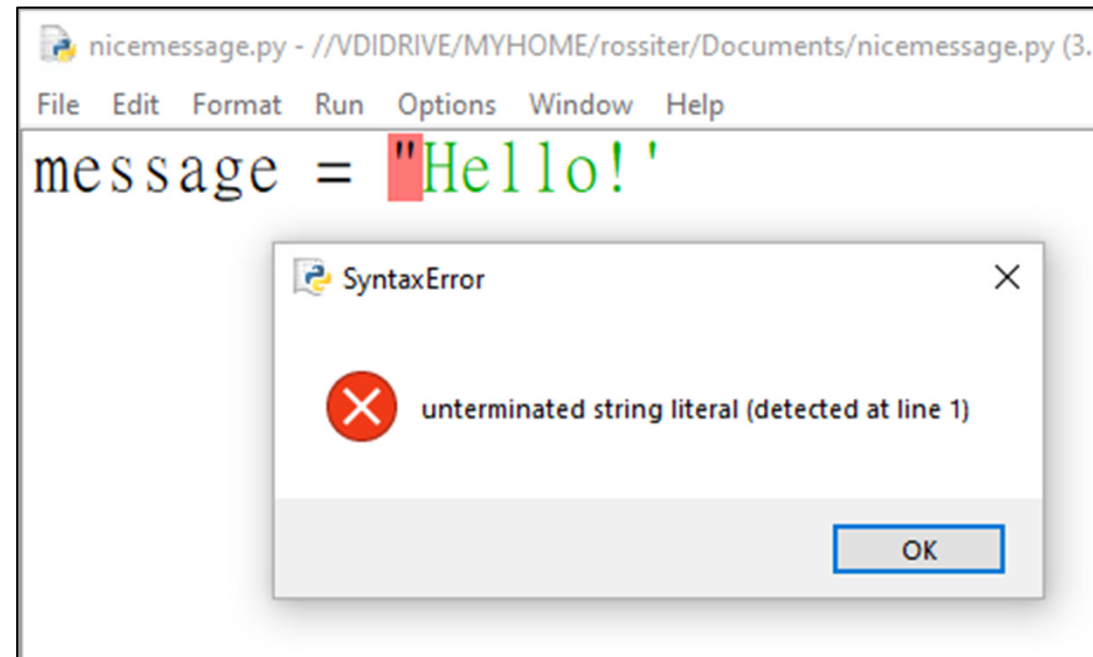 nicemessage.py - //VDIDRIVE/MYHOME/rossiter/Documents/nicemessage.py (3.
File Edit Format Run Options Window Help
message = "Hello!'
SyntaxError
unterminated string literal (detected at line 1)
OK